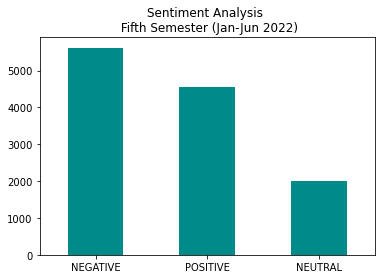 Sentiment Analysis
Fifth Semester (Jan-Jun 2022)
5000
4000
3000
2000
1000
0
NEGATIVE POSITIVE NEUTRAL